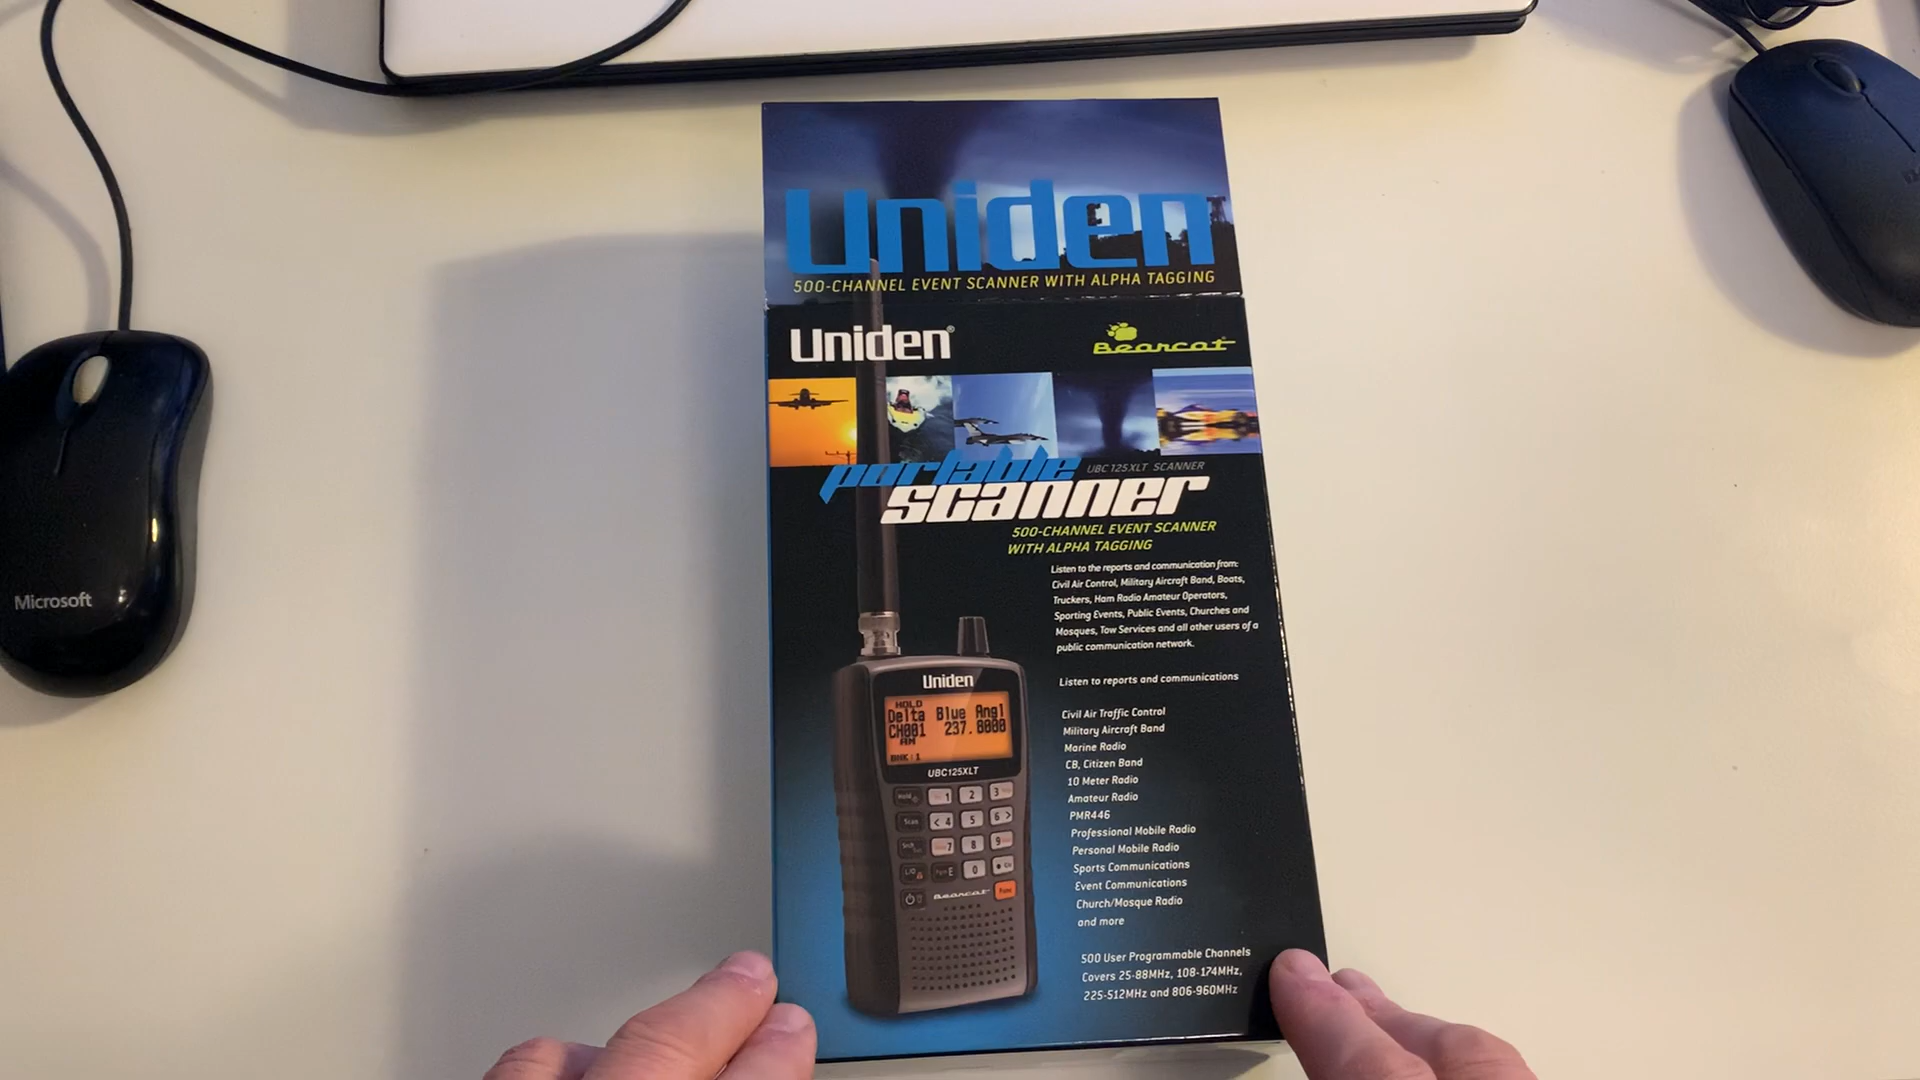 Uniden
500-CHANNEL EVENT SCANNER WITH ALPHA TAGGING
Uniden®
Bearcat
portable
UBC125XLT SCANNER
scanner
500-CHANNEL EVENT SCANNER
WITH ALPHA TAGGING
Listen to the reports and communication from:
Civil Air Control, Military Aircraft Band, Boats,
Truckers, Ham Radio Amateur Operators,
Sporting Events, Public Events, Churches and
Mosques, Tow Services and all other users of a
public communication network.
Listen to reports and communications
Civil Air Traffic Control
Military Aircraft Band
Marine Radio
CB, Citizen Band
10 Meter Radio
Amateur Radio
PMR446
Professional Mobile Radio
Personal Mobile Radio
Sports Communications
Event Communications
Church/Mosque Radio
and more
500 User Programmable Channels
Covers 25-88MHz, 108-174MHz,
225-512MHz and 806-960MHz
Uniden
HOLD
Delta Blue Angl
CH001 237.8000
AM
BNK:1
UBC125XLT
Hold 1 2 3
Scan < 4 5 6 >
Srch 7 8 9
L/O E 0
Bearcat Func
Microsoft